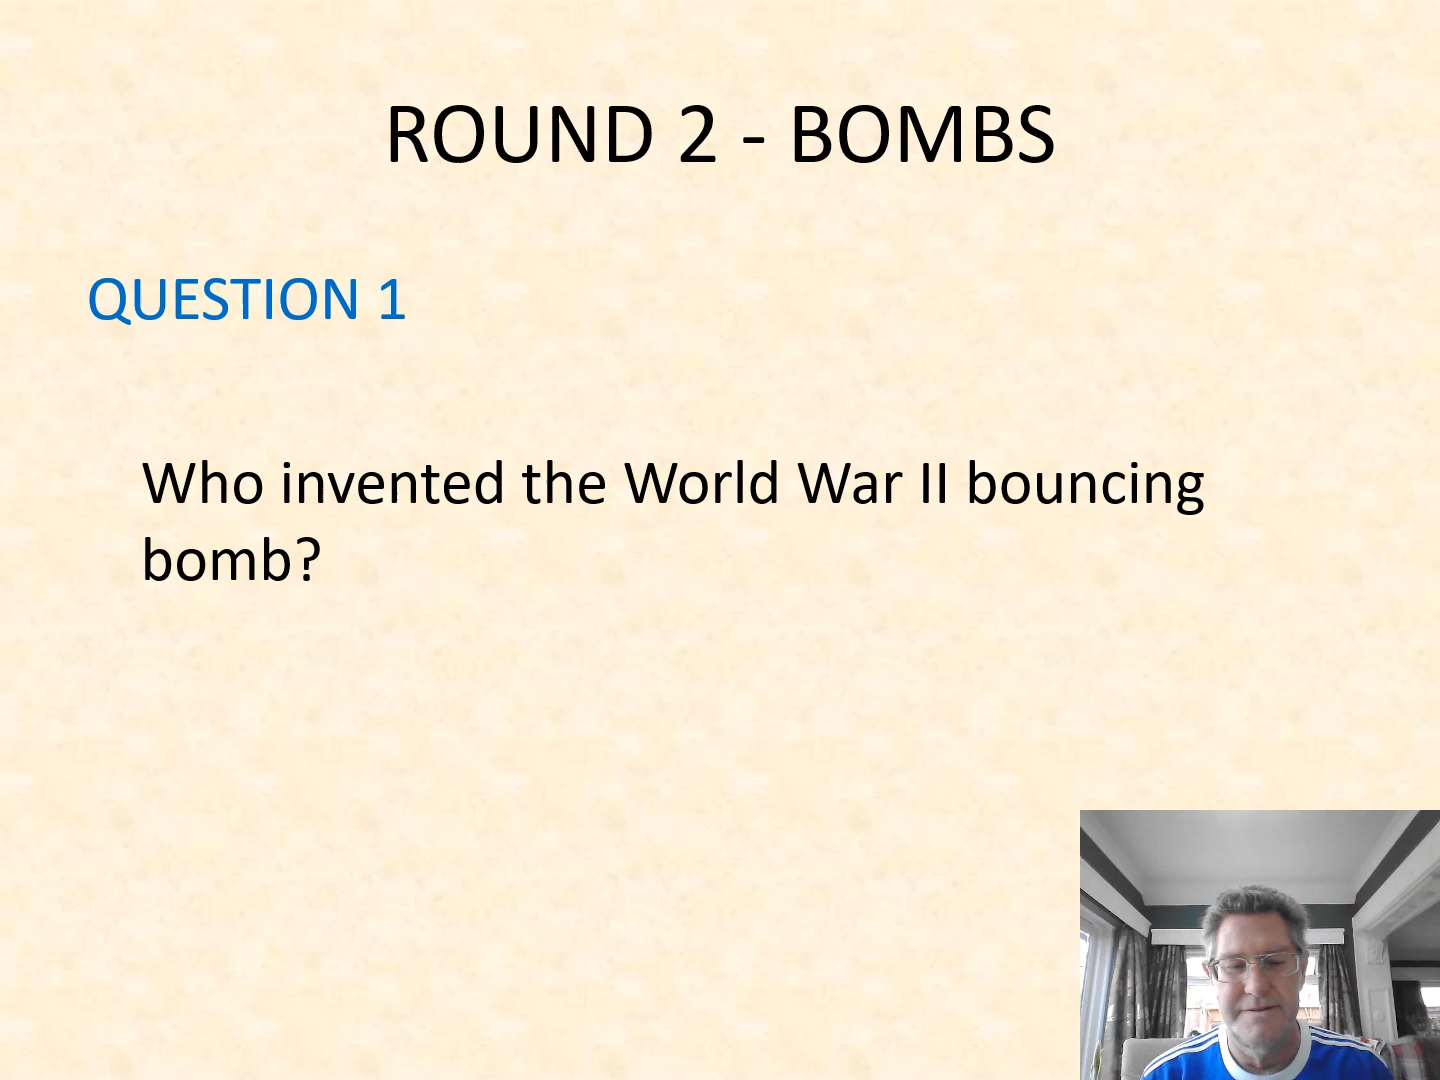 ROUND 2 - BOMBS
QUESTION 1
Who invented the World War II bouncing
bomb?